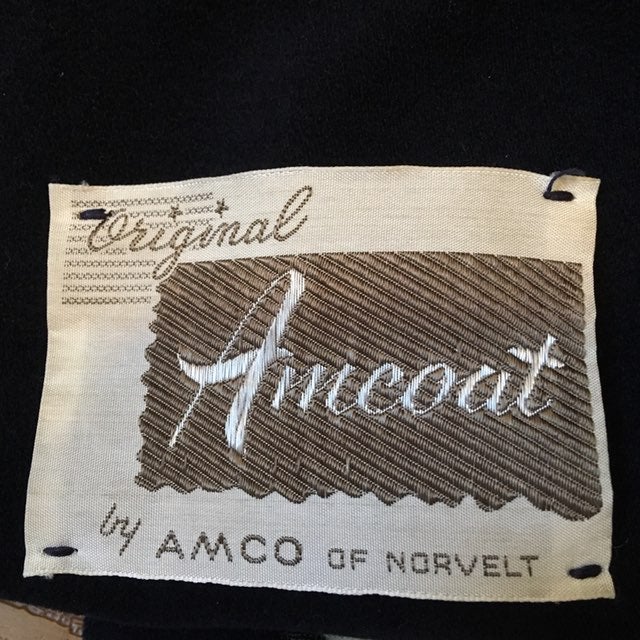 Original
Amcoat
by AMCO OF NORVELT